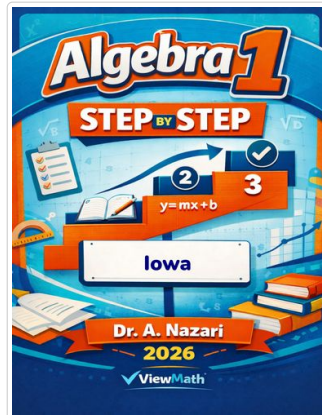 Algebra 1
STEP BY STEP
√B
√D
2
3
y=mx+b
Iowa
Dr. A. Nazari
2026
ViewMath